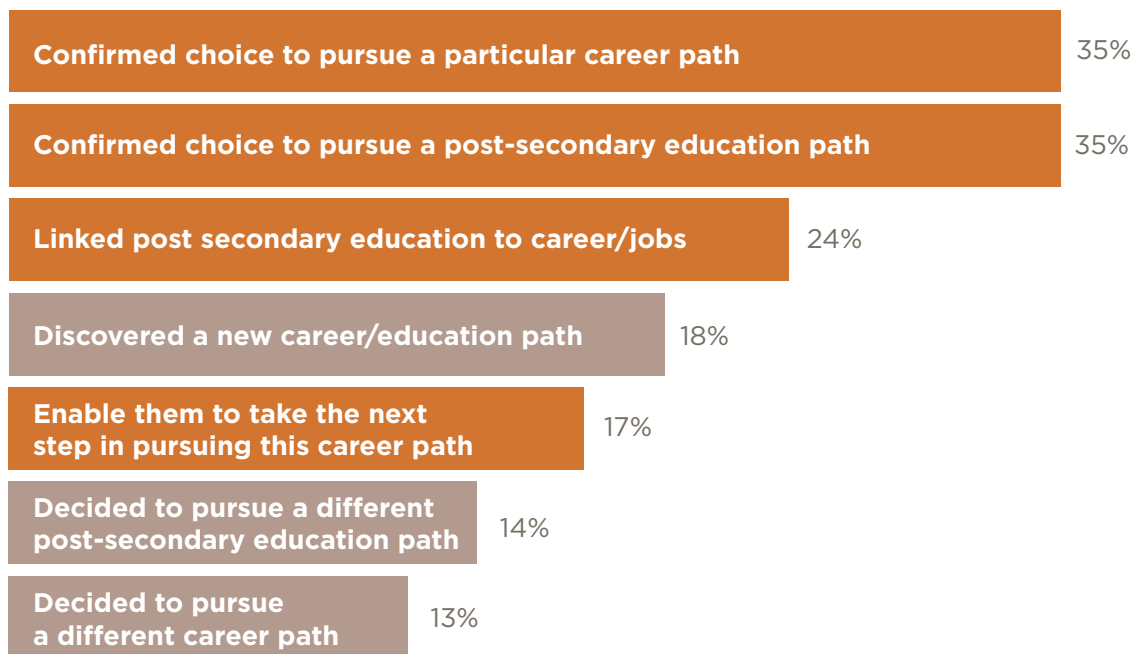 Confirmed choice to pursue a particular career path 35%
Confirmed choice to pursue a post-secondary education path 35%
Linked post secondary education to career/jobs 24%
Discovered a new career/education path 18%
Enable them to take the next
step in pursuing this career path
17%
Decided to pursue a different
post-secondary education path
14%
Decided to pursue
a different career path
13%